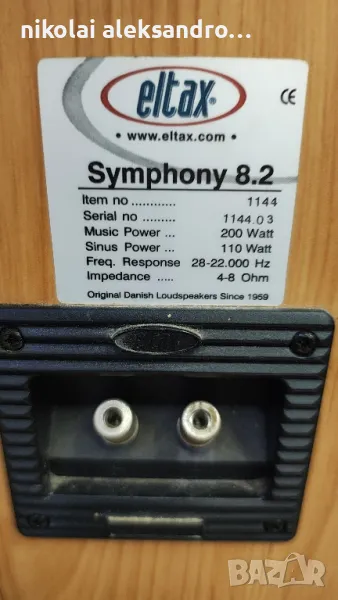 nikolai aleksandro...
eltax®
CE
• www.eltax.com •
Symphony 8.2
Item no ............ 1144
Serial no ......... 1144.03
Music Power ... 200 Watt
Sinus Power ... 110 Watt
Freq. Response 28-22.000 Hz
Impedance ..... 4-8 Ohm
Original Danish Loudspeakers Since 1959
BAZAR